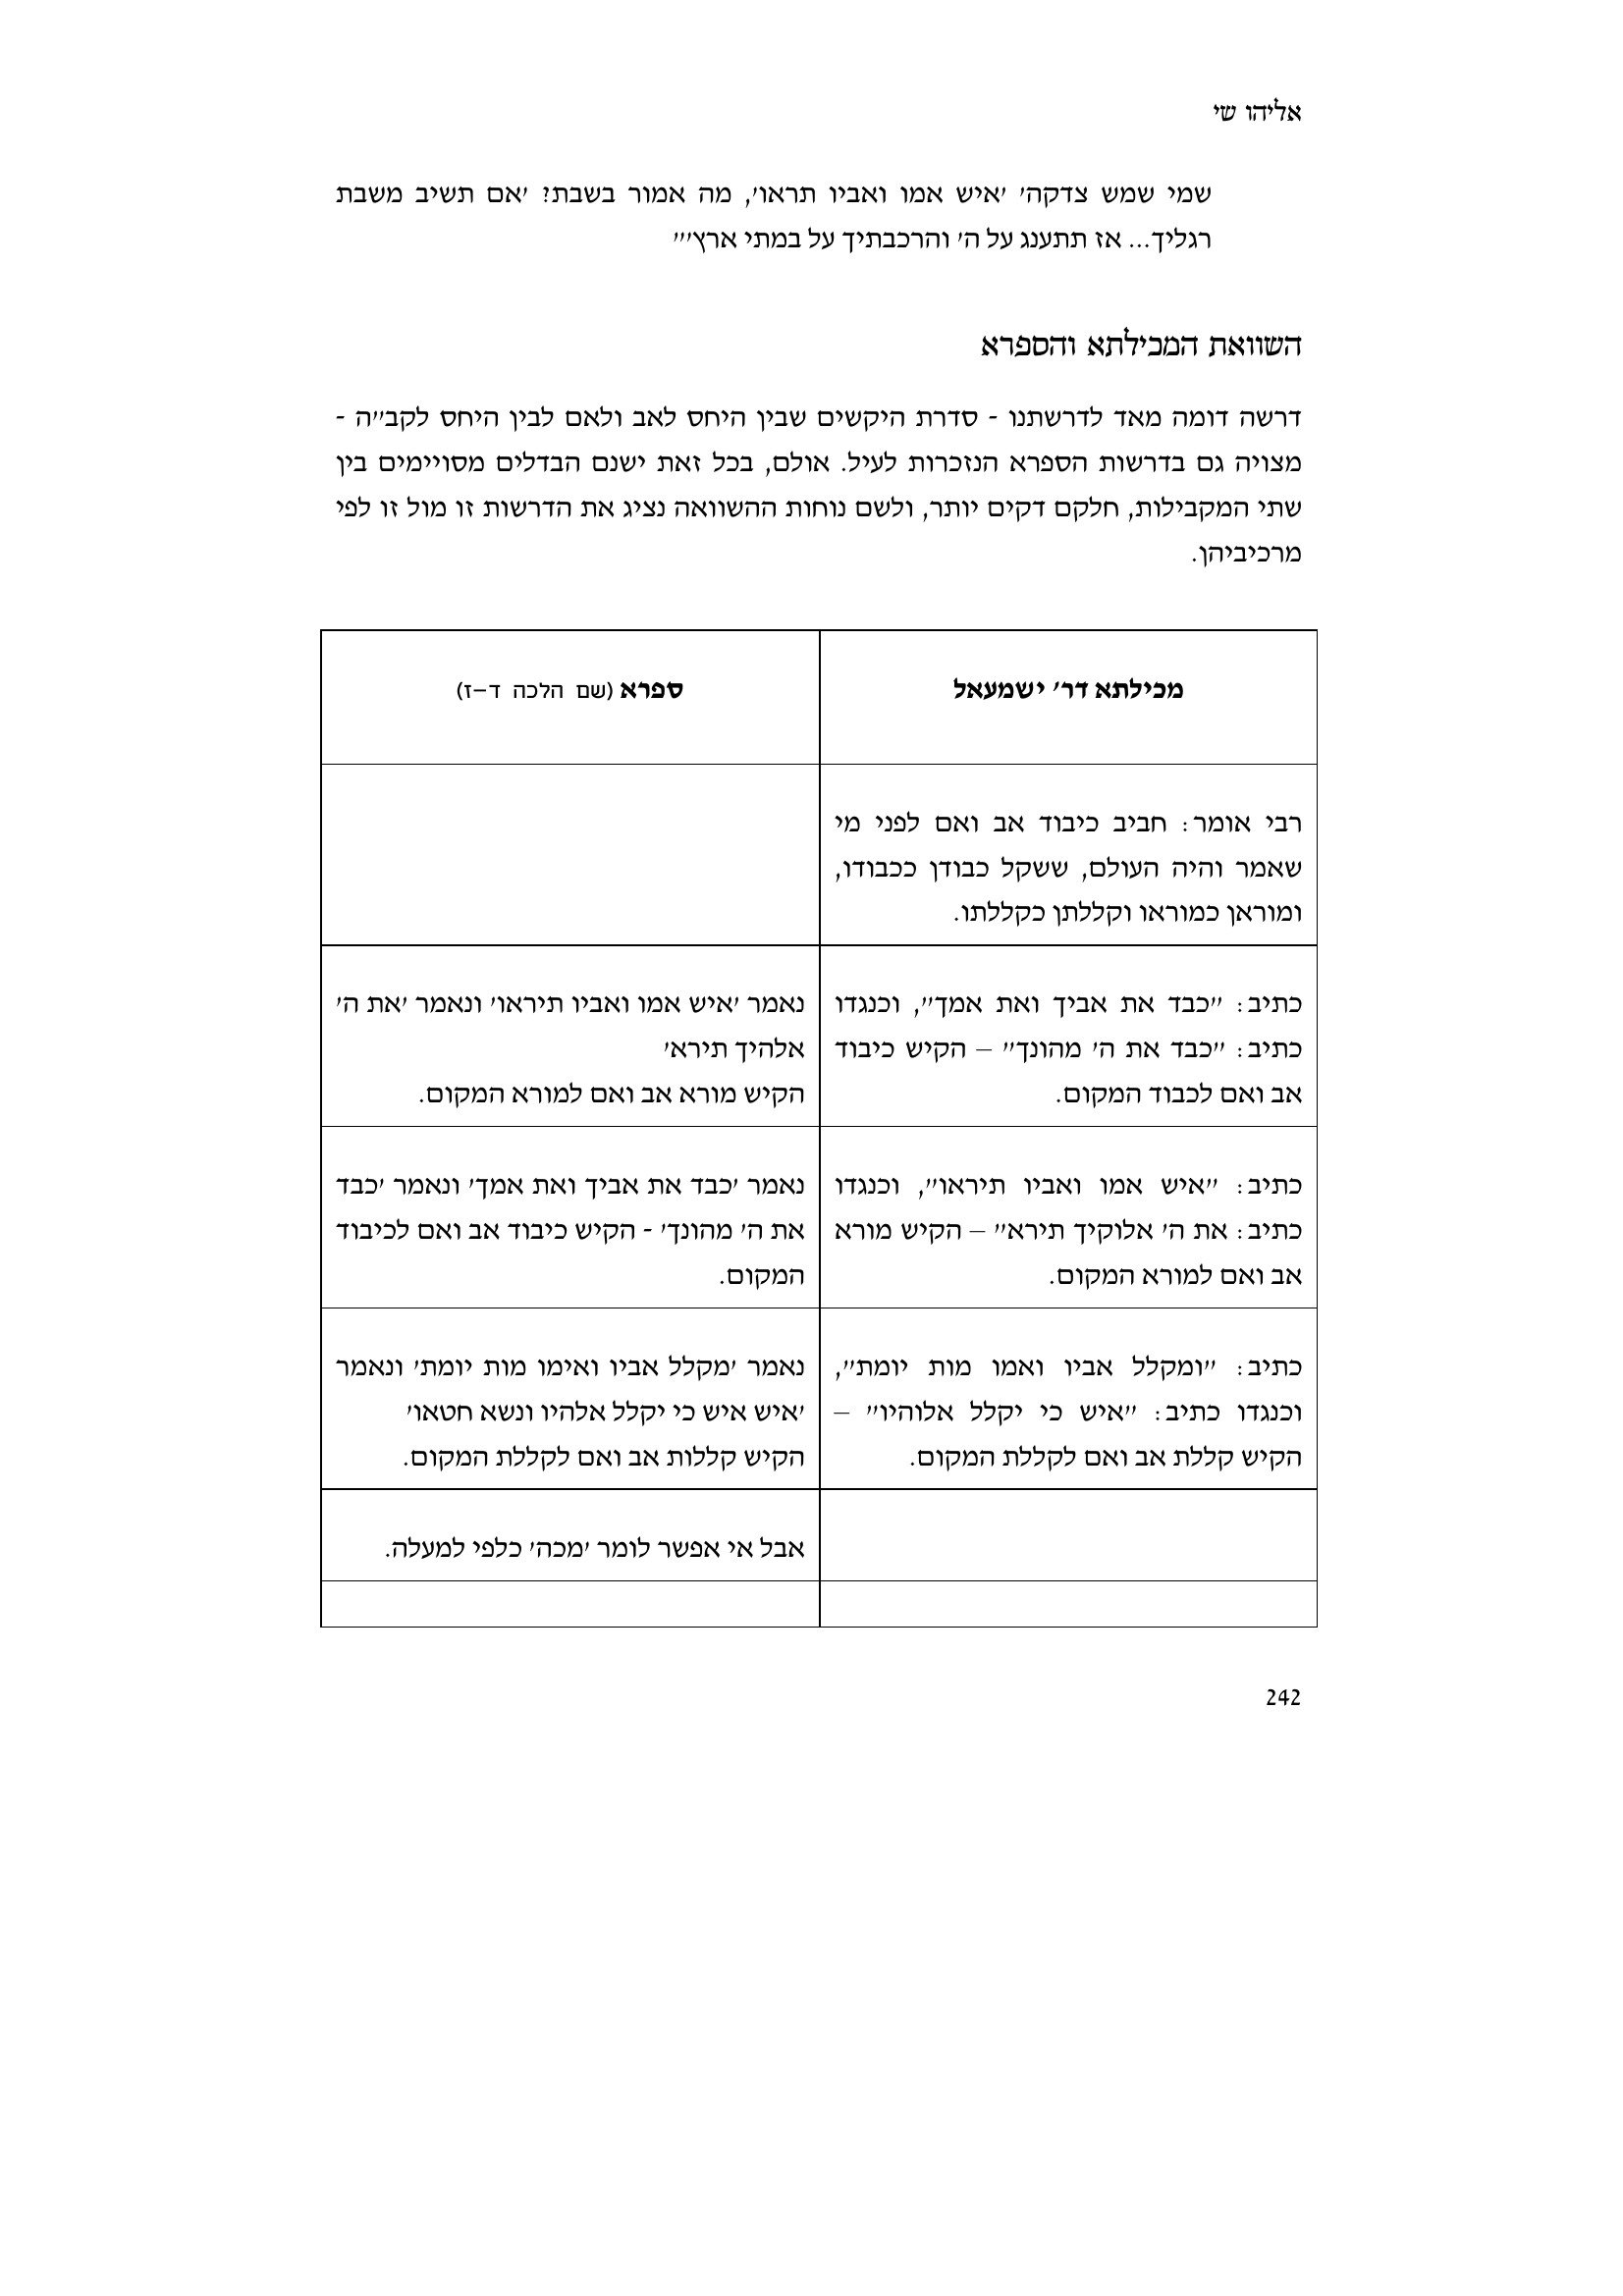 אליהו שי
שמי שמש צדקה' 'איש אמו ואביו תראו', מה אמור בשבת? 'אם תשיב משבת
רגליך... אז תתענג על ה' והרכבתיך על במתי ארץ'"
השוואת המכילתא והספרא
דרשה דומה מאד לדרשתנו - סדרת היקשים שבין היחס לאב ולאם לבין היחס לקב"ה -
מצויה גם בדרשות הספרא הנזכרות לעיל. אולם, בכל זאת ישנם הבדלים מסויימים בין
שתי המקבילות, חלקם דקים יותר, ולשם נוחות ההשוואה נציג את הדרשות זו מול זו לפי
מרכיביהן.
מכילתא דר' ישמעאל
ספרא (שם הלכה ד–ז)
רבי אומר: חביב כיבוד אב ואם לפני מי
שאמר והיה העולם, ששקל כבודן ככבודו,
ומוראן כמוראו וקללתן כקללתו.
כתיב: "כבד את אביך ואת אמך", וכנגדו
כתיב: "כבד את ה' מהונך" – הקיש כיבוד
אב ואם לכבוד המקום.
נאמר 'איש אמו ואביו תיראו' ונאמר 'את ה'
אלהיך תירא'
הקיש מורא אב ואם למורא המקום.
כתיב: "איש אמו ואביו תיראו", וכנגדו
כתיב: את ה' אלוקיך תירא" – הקיש מורא
אב ואם למורא המקום.
נאמר 'כבד את אביך ואת אמך' ונאמר 'כבד
את ה' מהונך' - הקיש כיבוד אב ואם לכיבוד
המקום.
כתיב: "ומקלל אביו ואמו מות יומת",
וכנגדו כתיב: "איש כי יקלל אלוהיו" –
הקיש קללת אב ואם לקללת המקום.
נאמר 'מקלל אביו ואימו מות יומת' ונאמר
'איש איש כי יקלל אלהיו ונשא חטאו'
הקיש קללות אב ואם לקללת המקום.
אבל אי אפשר לומר 'מכה' כלפי למעלה.
242